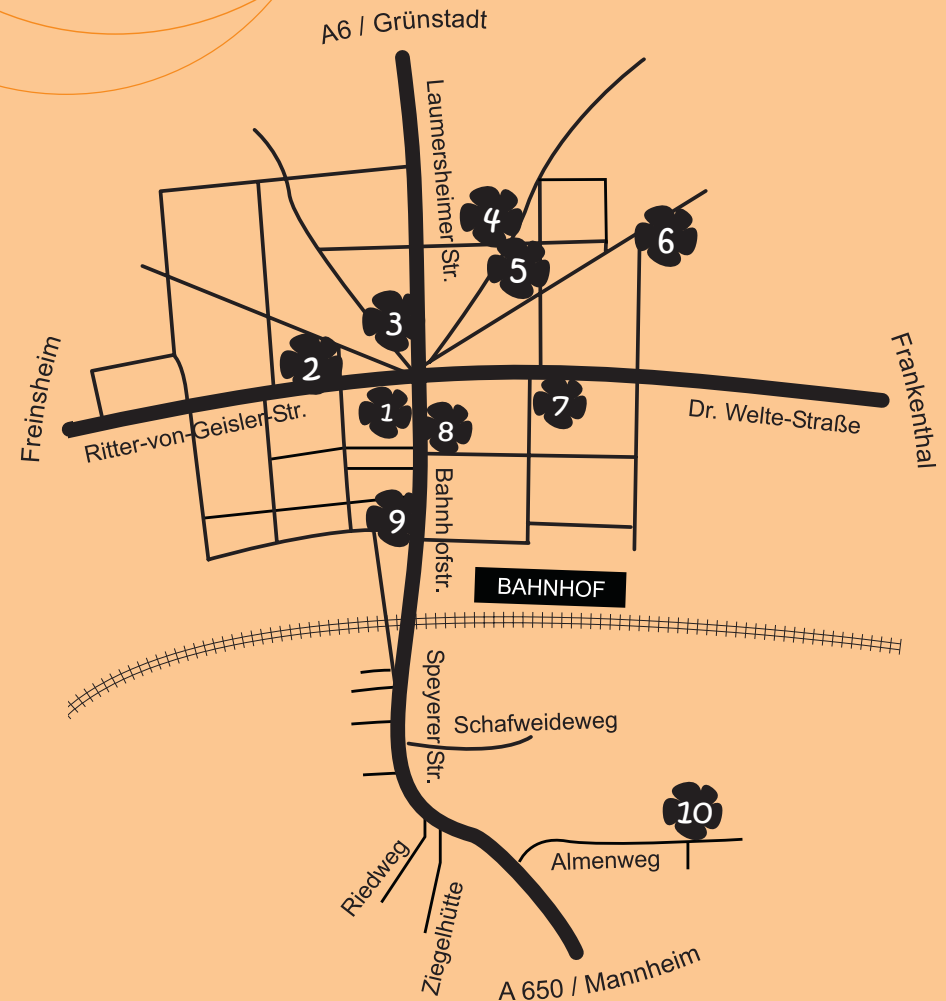 A6 / Grünstadt
Laumersheimer Str.
4
5
6
3
2
1
8
7
Freinsheim
Ritter-von-Geisler-Str.
Dr. Welte-Straße
Frankenthal
9
Bahnhofstr.
BAHNHOF
Speyerer Str.
Schafweideweg
10
Almenweg
Riedweg
Ziegelhütte
A 650 / Mannheim